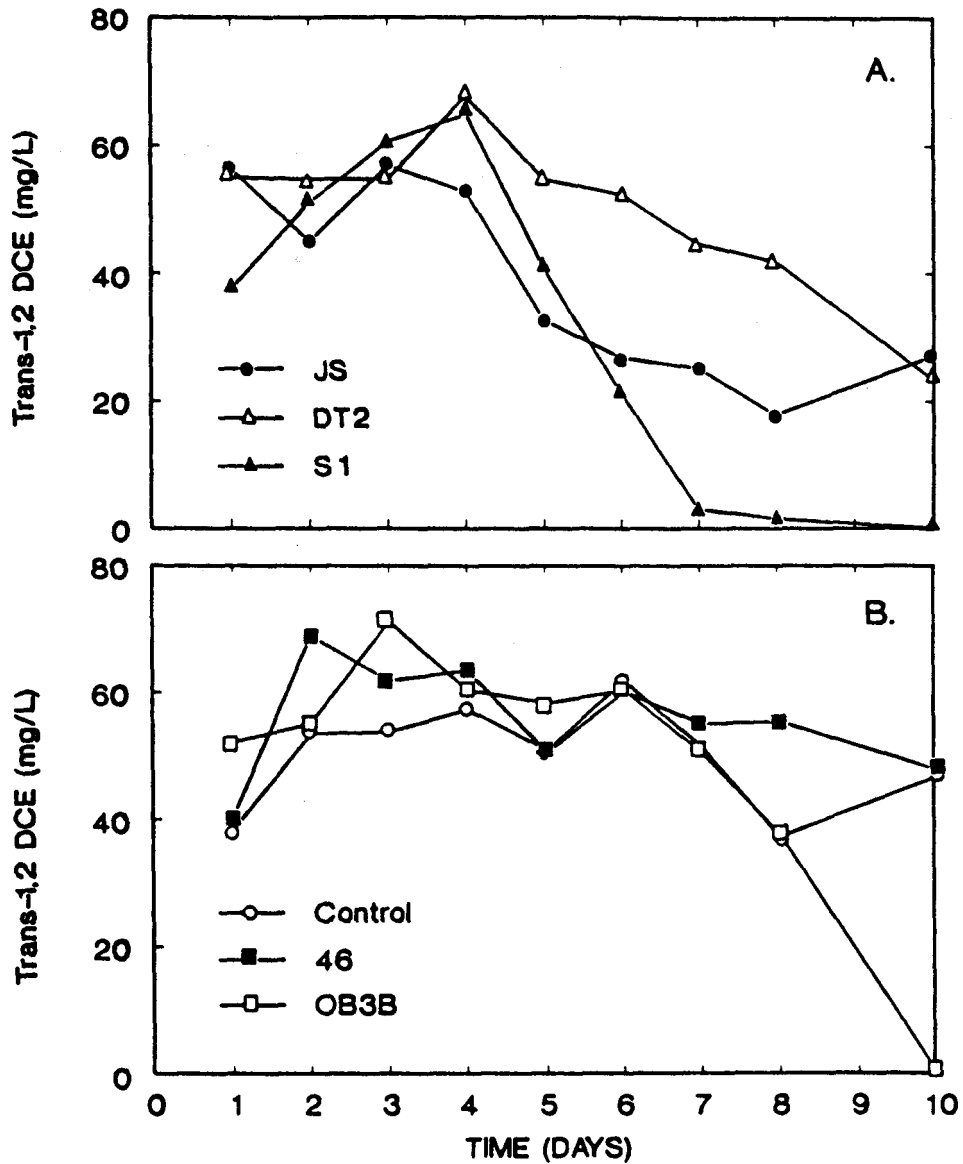 80
A.
60
Trans-1,2 DCE (mg/L)
40
JS
20
DT2
S1
0
80
B.
60
Trans-1,2 DCE (mg/L)
40
Control
20
46
OB3B
0
0 1 2 3 4 5 6 7 8 9 10
TIME (DAYS)